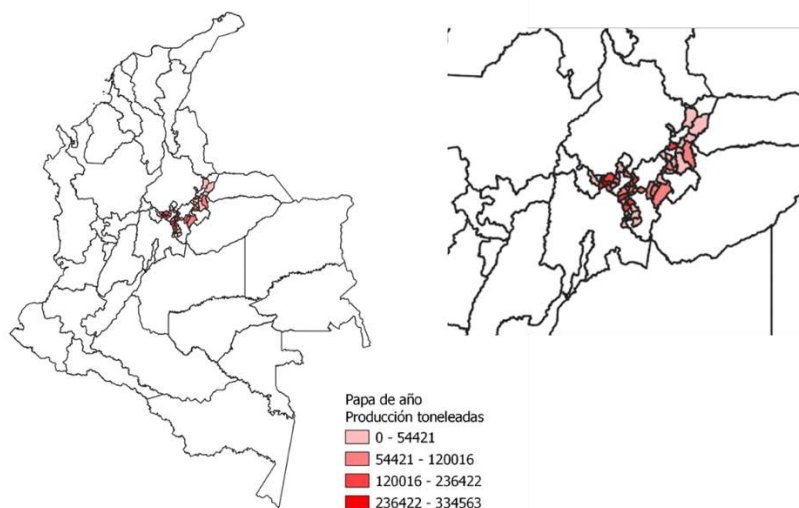 Papa de año
Producción toneleadas
0 - 54421
54421 - 120016
120016 - 236422
236422 - 334563